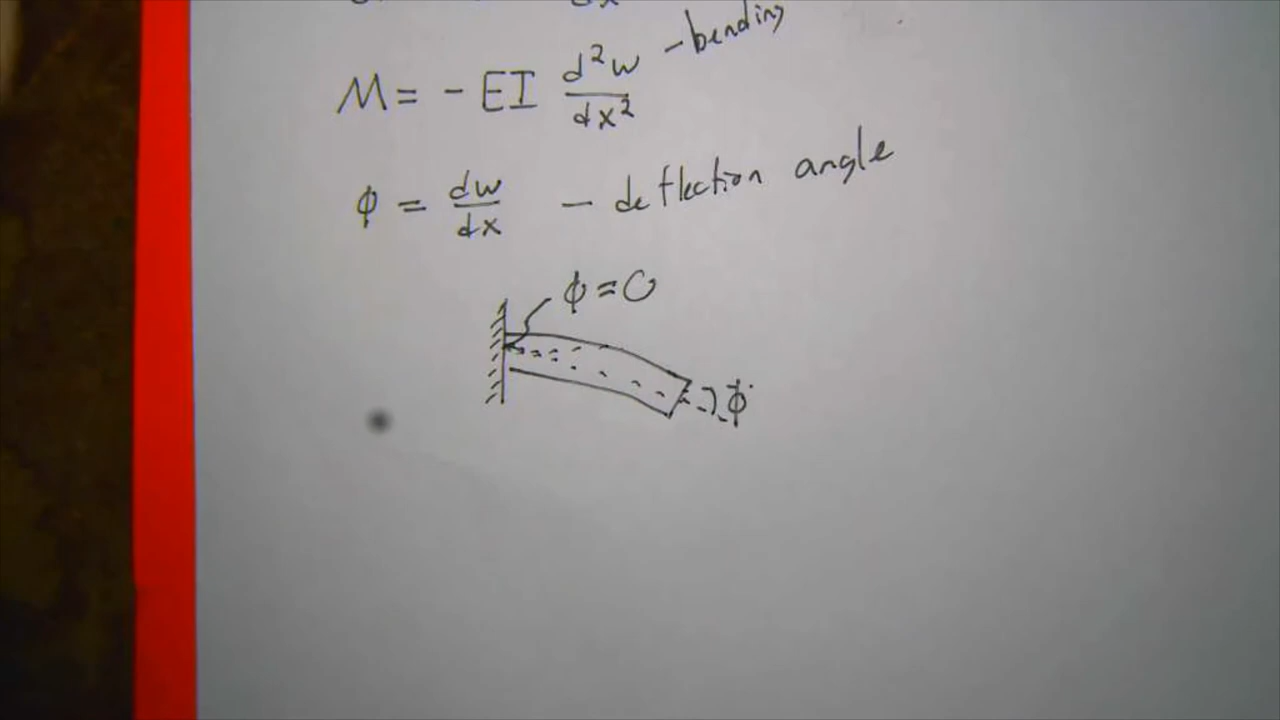 M = - EI d²w/dx² - bending
ϕ = dw/dx - deflection angle
ϕ = 0
ϕ